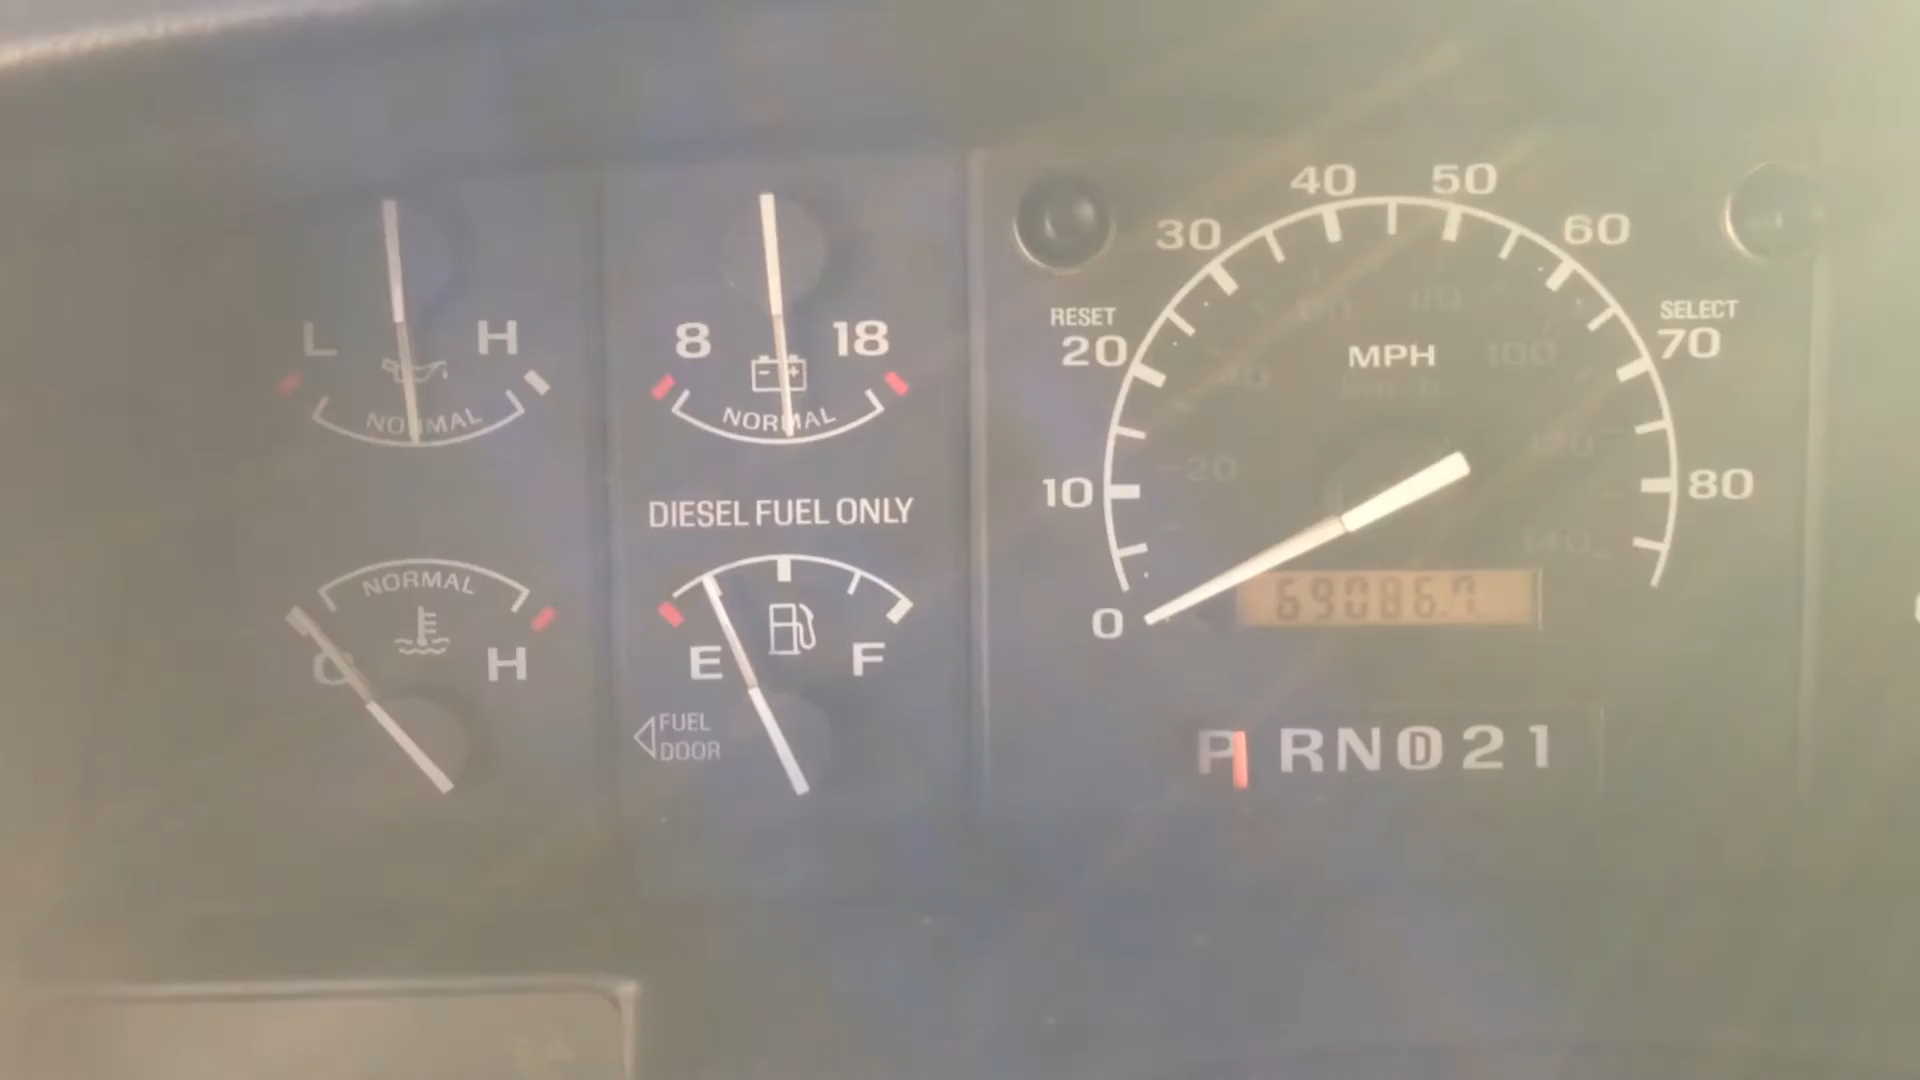 40 50
30 60
RESET SELECT
20 70
L H
8 18
MPH
NORMAL NORMAL
10 80
DIESEL FUEL ONLY
NORMAL
69086.7
0
C H
E F
FUEL
DOOR
P R N D 2 1